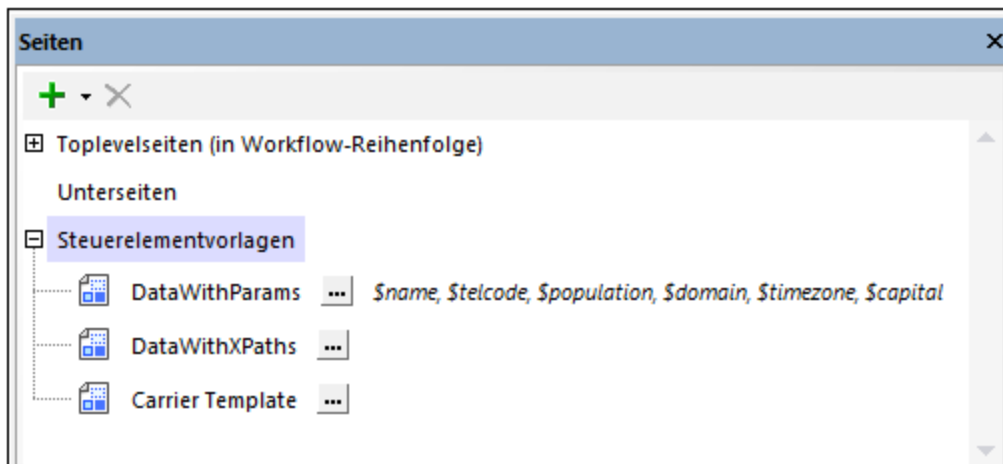 Seiten
Toplevelseiten (in Workflow-Reihenfolge)
Unterseiten
Steuerelementvorlagen
DataWithParams ... $name, $telcode, $population, $domain, $timezone, $capital
DataWithXPaths ...
Carrier Template ...